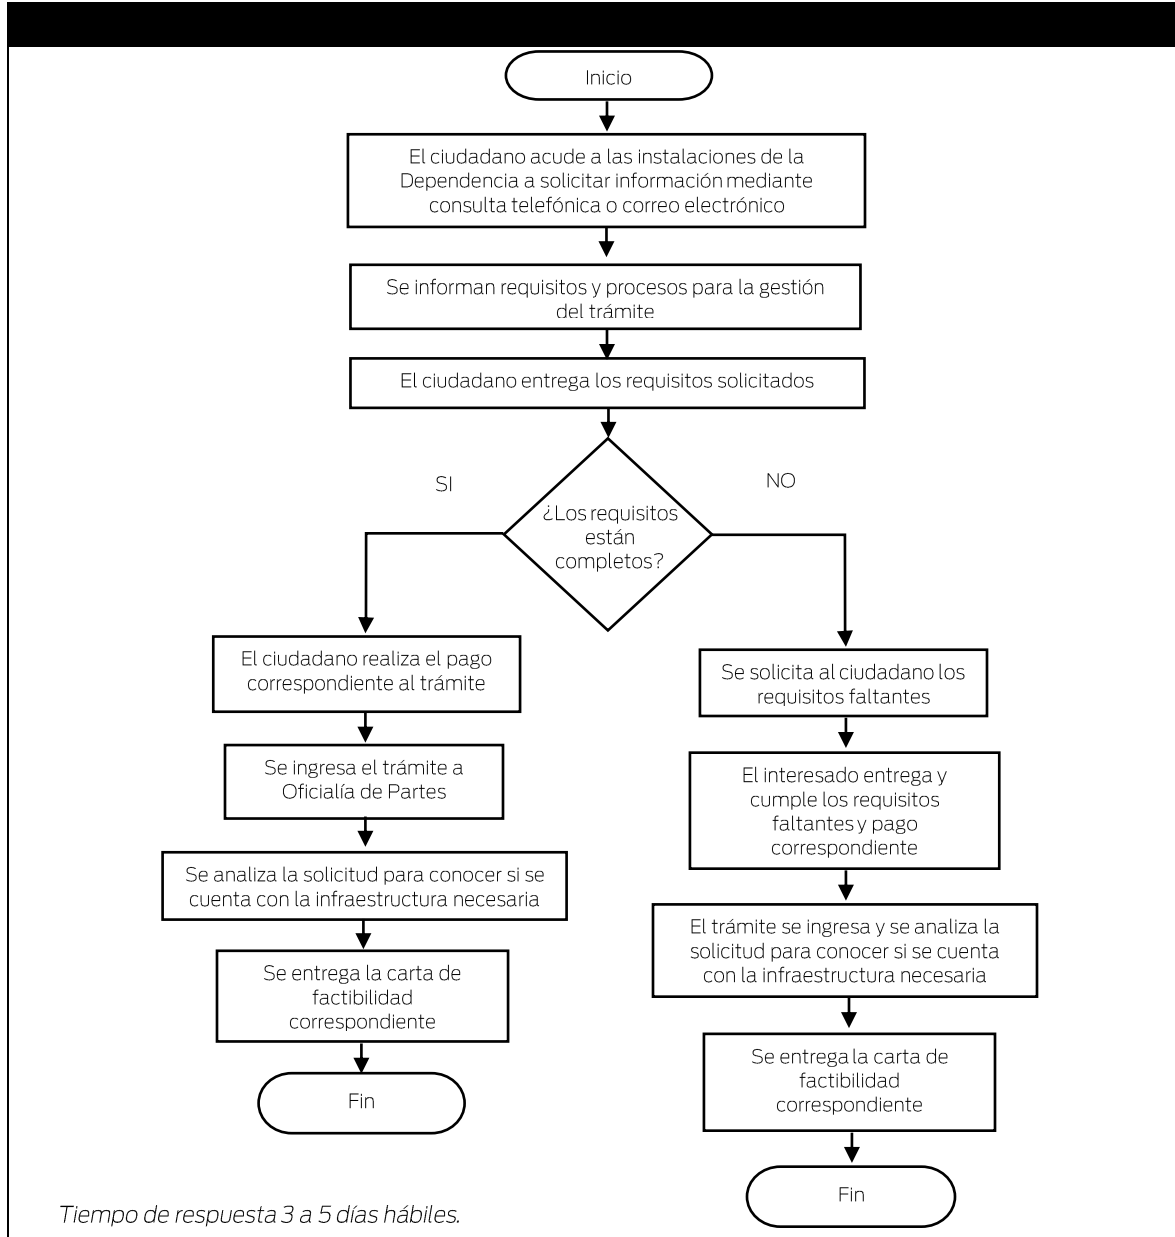 Inicio
El ciudadano acude a las instalaciones de la
Dependencia a solicitar información mediante
consulta telefónica o correo electrónico
Se informan requisitos y procesos para la gestión
del trámite
El ciudadano entrega los requisitos solicitados
SI
NO
¿Los requisitos
están
completos?
El ciudadano realiza el pago
correspondiente al trámite
Se ingresa el trámite a
Oficialía de Partes
Se analiza la solicitud para conocer si se
cuenta con la infraestructura necesaria
Se entrega la carta de
factibilidad
correspondiente
Fin
Se solicita al ciudadano los
requisitos faltantes
El interesado entrega y
cumple los requisitos
faltantes y pago
correspondiente
El trámite se ingresa y se analiza la
solicitud para conocer si se cuenta
con la infraestructura necesaria
Se entrega la carta de
factibilidad
correspondiente
Fin
Tiempo de respuesta 3 a 5 días hábiles.